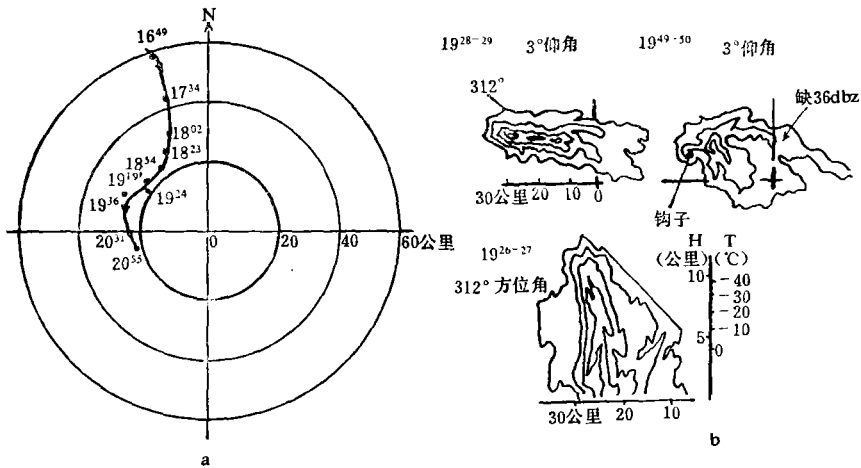 N
16⁴⁹
17³⁴
18⁰²
18²³
18⁵⁴
19¹⁹
19²⁴
19³⁶
20³¹
20⁵⁵
0 20 40 60公里
a
19²⁸⁻²⁹ 3°仰角
312°
30公里 20 10 0
19⁴⁹⁻⁵⁰ 3°仰角
缺36dbz
钩子
19²⁶⁻²⁷
312°方位角
H T
(公里)(℃)
10 -40
-30
-20
-10
5 0
30公里 20 10
b